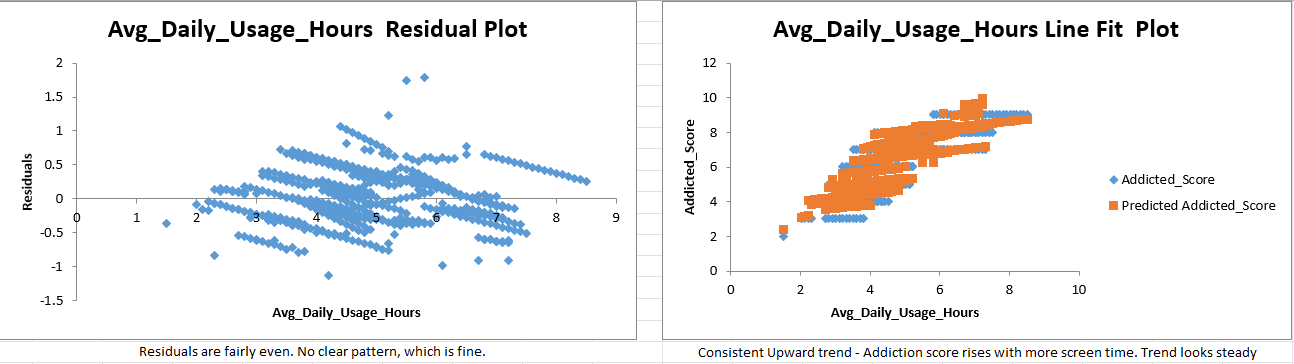 Avg_Daily_Usage_Hours  Residual Plot
2
1.5
1
0.5
0
-0.5
-1
-1.5
0 1 2 3 4 5 6 7 8 9
Residuals
Avg_Daily_Usage_Hours
Residuals are fairly even. No clear pattern, which is fine.
Avg_Daily_Usage_Hours Line Fit  Plot
12
10
8
6
4
2
0
0 2 4 6 8 10
Addicted_Score
Avg_Daily_Usage_Hours
Addicted_Score
Predicted Addicted_Score
Consistent Upward trend - Addiction score rises with more screen time. Trend looks steady